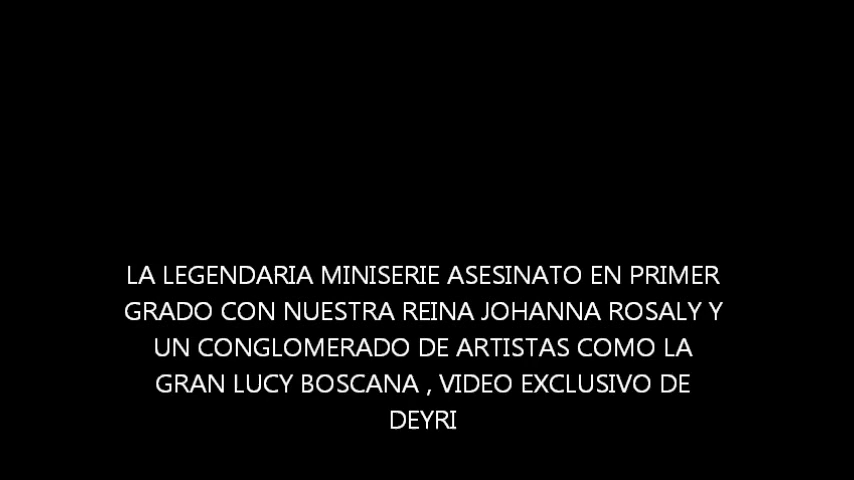 LA LEGENDARIA MINISERIE ASESINATO EN PRIMER
GRADO CON NUESTRA REINA JOHANNA ROSALY Y
UN CONGLOMERADO DE ARTISTAS COMO LA
GRAN LUCY BOSCANA , VIDEO EXCLUSIVO DE
DEYRI